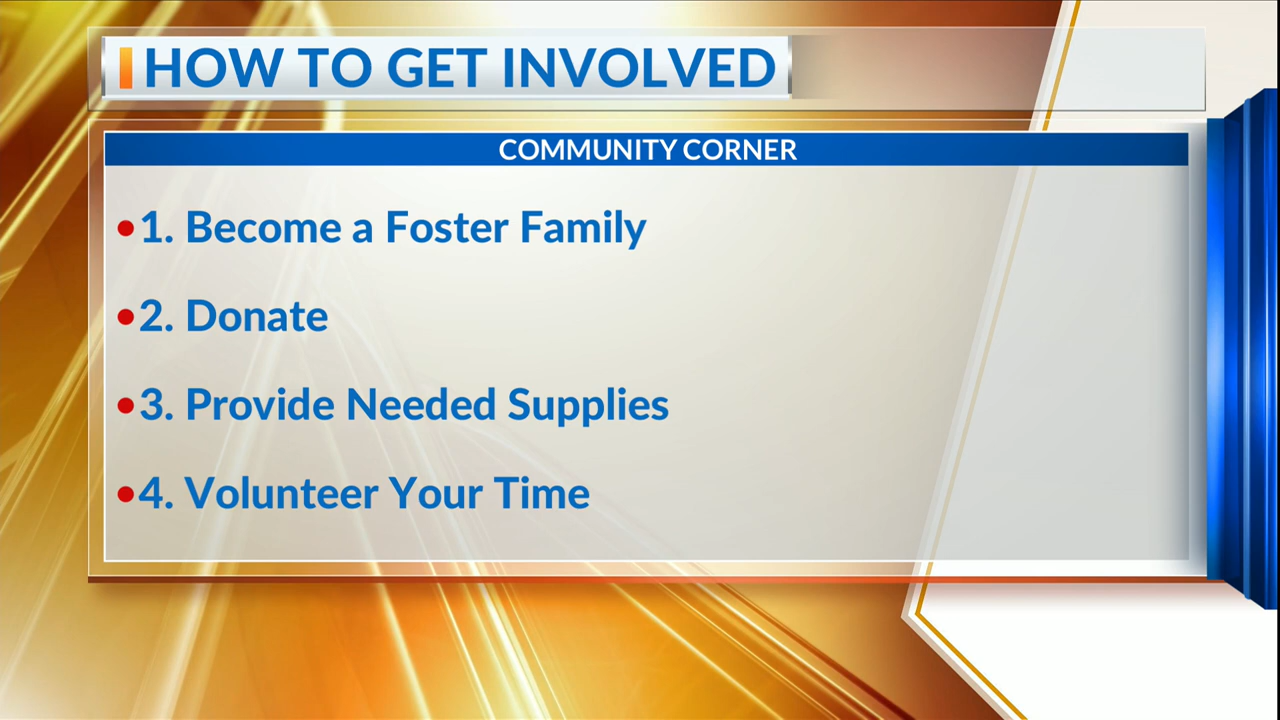 HOW TO GET INVOLVED
COMMUNITY CORNER
•1. Become a Foster Family
•2. Donate
•3. Provide Needed Supplies
•4. Volunteer Your Time